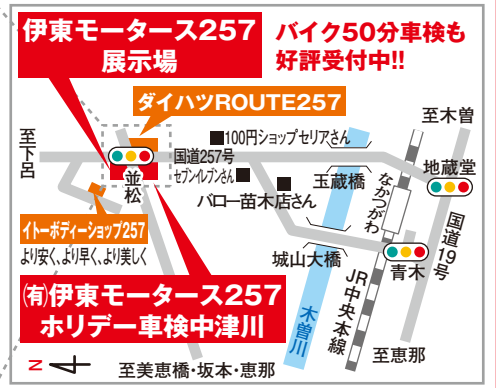 伊東モータース257
展示場
バイク50分車検も
好評受付中!!
ダイハツROUTE257
至木曽
■100円ショップセリアさん
至下呂
国道257号
セブンイレブンさん■
並松
玉蔵橋
なかつがわ
地蔵堂
バロー苗木店さん
イトーボディーショップ257
より安く、より早く、より美しく
国道19号
城山大橋
青木
㈲伊東モータース257
ホリデー車検中津川
木曽川
JR中央本線
至恵那
N
至美恵橋・坂本・恵那